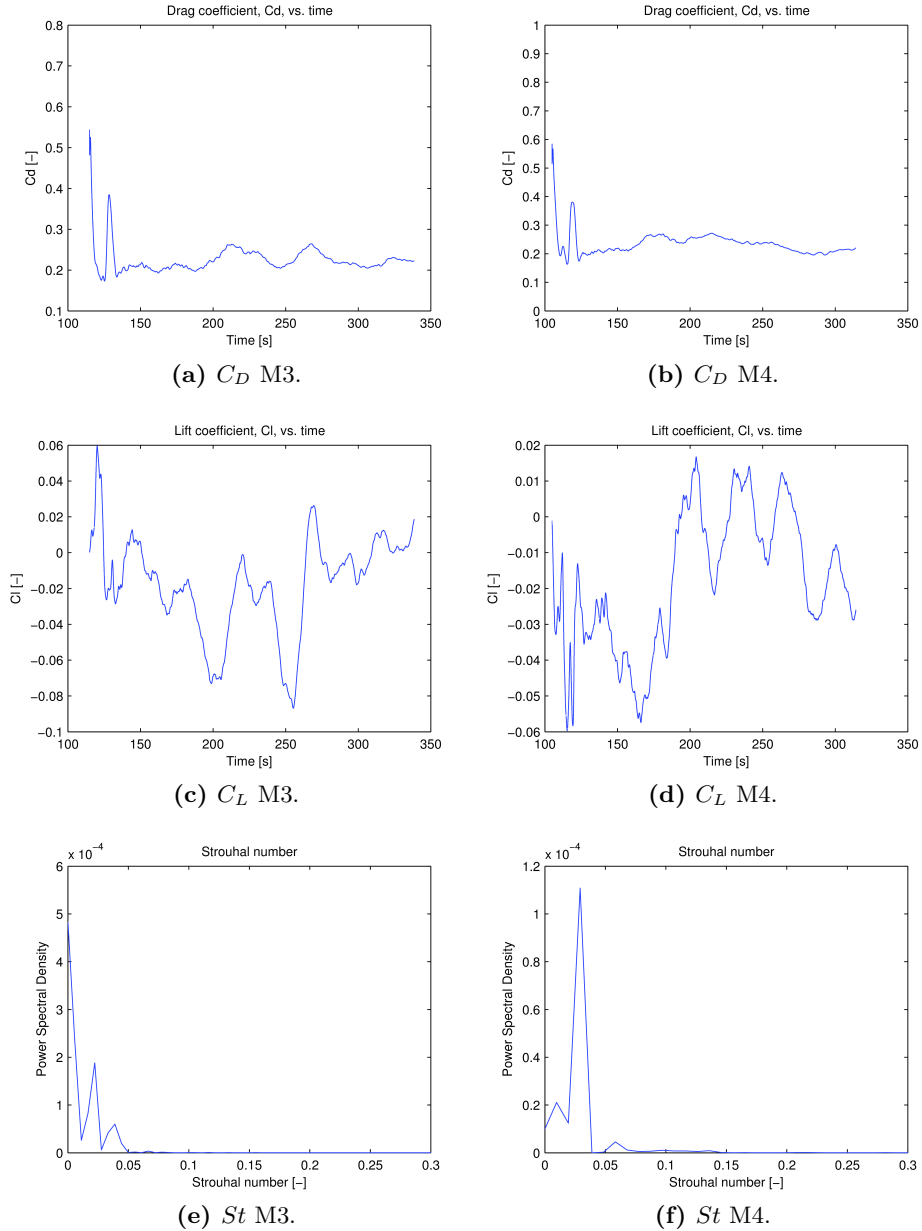 Drag coefficient, Cd, vs. time
0.8
0.7
0.6
0.5
0.4
0.3
0.2
0.1
Cd [−]
100 150 200 250 300 350
Time [s]
(a) C_D M3.
Drag coefficient, Cd, vs. time
1
0.9
0.8
0.7
0.6
0.5
0.4
0.3
0.2
0.1
0
Cd [−]
100 150 200 250 300 350
Time [s]
(b) C_D M4.
Lift coefficient, Cl, vs. time
0.06
0.04
0.02
0
−0.02
−0.04
−0.06
−0.08
−0.1
Cl [−]
100 150 200 250 300 350
Time [s]
(c) C_L M3.
Lift coefficient, Cl, vs. time
0.02
0.01
0
−0.01
−0.02
−0.03
−0.04
−0.05
−0.06
Cl [−]
100 150 200 250 300 350
Time [s]
(d) C_L M4.
Strouhal number
x 10^−4
6
5
4
3
2
1
0
Power Spectral Density
0 0.05 0.1 0.15 0.2 0.25 0.3
Strouhal number [−]
(e) St M3.
Strouhal number
x 10^−4
1.2
1
0.8
0.6
0.4
0.2
0
Power Spectral Density
0 0.05 0.1 0.15 0.2 0.25 0.3
Strouhal number [−]
(f) St M4.